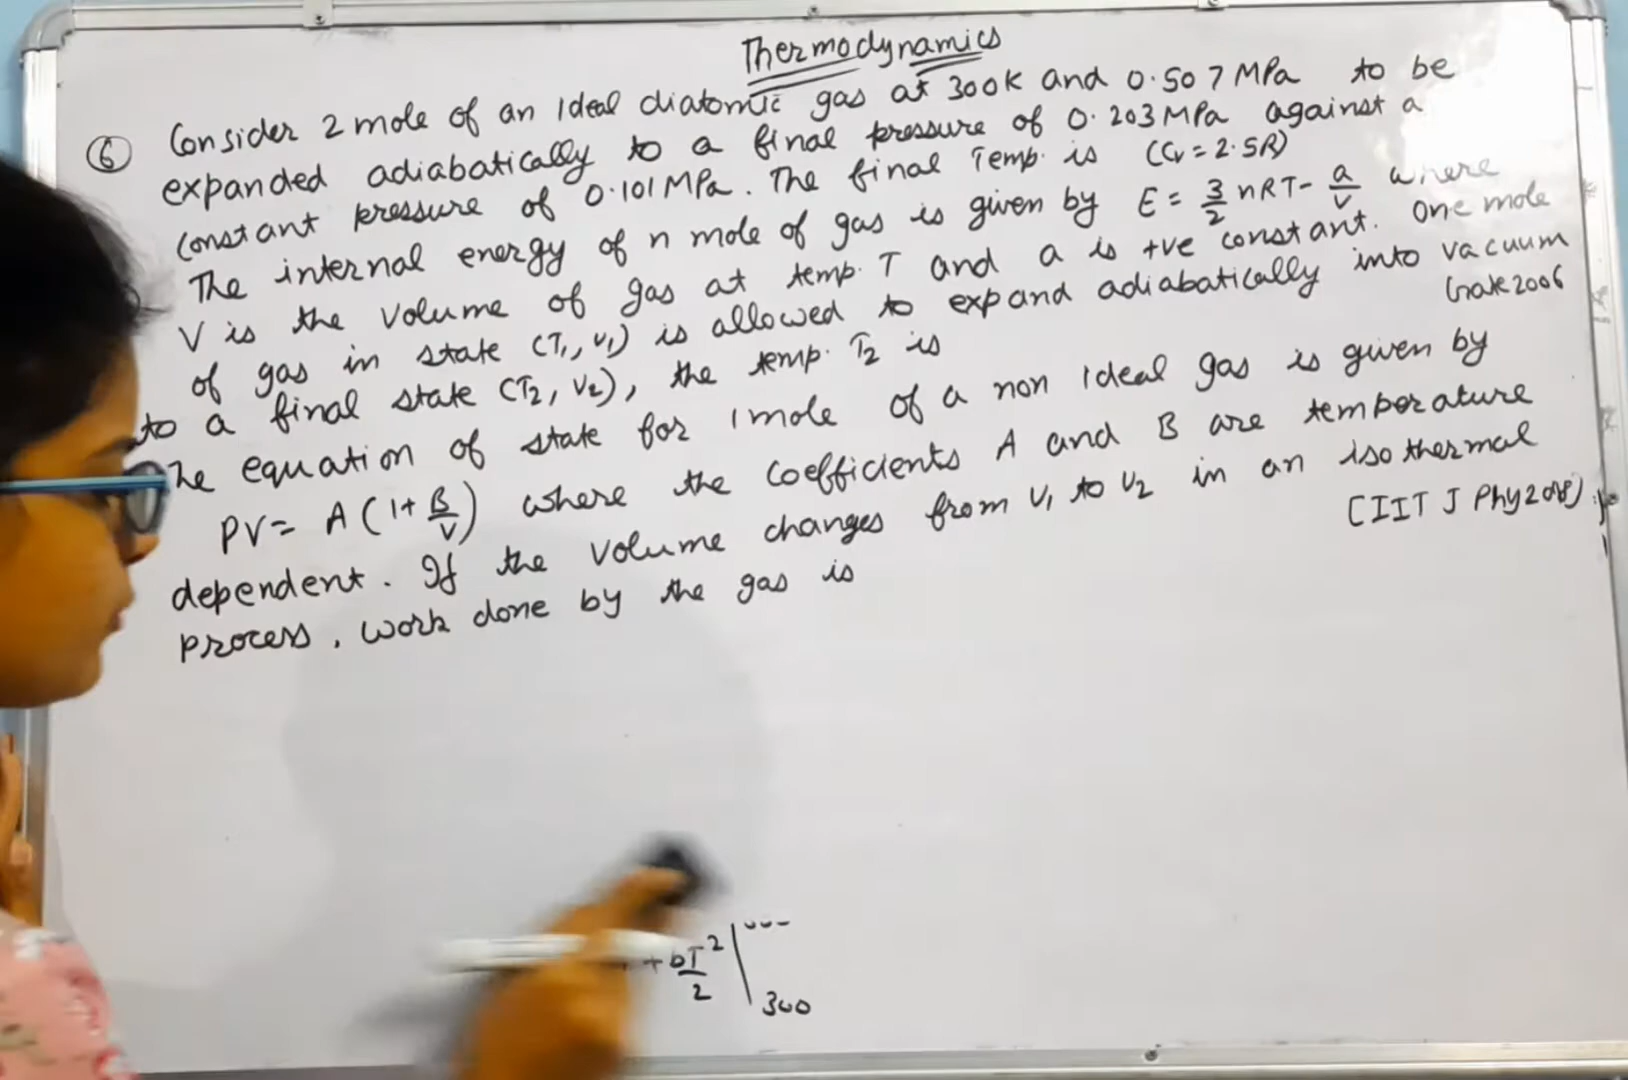 Thermodynamics
⑥ Consider 2 mole of an Ideal diatomic gas at 300K and 0.507 MPa to be
expanded adiabatically to a final pressure of 0.203 MPa against a
constant pressure of 0.101 MPa. The final Temp. is (Cv = 2.5R)
The internal energy of n mole of gas is given by E = 3/2 nRT - a/v where
V is the volume of gas at temp. T and a is +ve constant. One mole
of gas in state (T1, V1) is allowed to expand adiabatically into vacuum
to a final state (T2, V2), the temp. T2 is Gate 2006
The equation of state for 1 mole of a non ideal gas is given by
PV = A (1 + B/V) where the coefficients A and B are temperature
dependent. If the volume changes from V1 to V2 in an isothermal
process, work done by the gas is
+ bT²/2 |
300